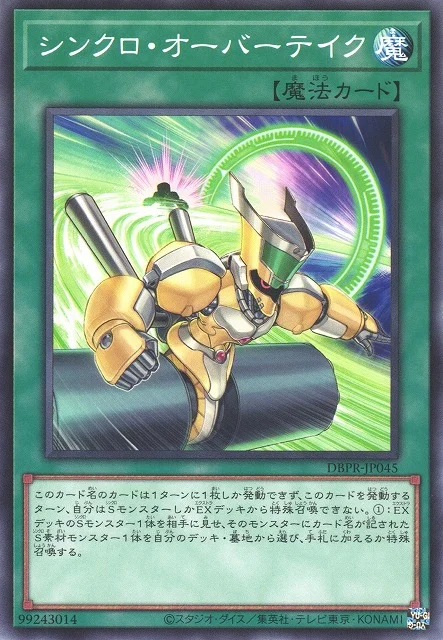 シンクロ・オーバーテイク 魔
【魔法カード】
DBPR-JP045
このカード名のカードは1ターンに1枚しか発動できず、このカードを発動する
ターン、自分はSモンスターしかEXデッキから特殊召喚できない。①：EX
デッキのSモンスター1体を相手に見せ、そのモンスターにカード名が記された
S素材モンスター1体を自分のデッキ・墓地から選び、手札に加えるか特殊
召喚する。
99243014 ©スタジオ・ダイス／集英社・テレビ東京・KONAMI